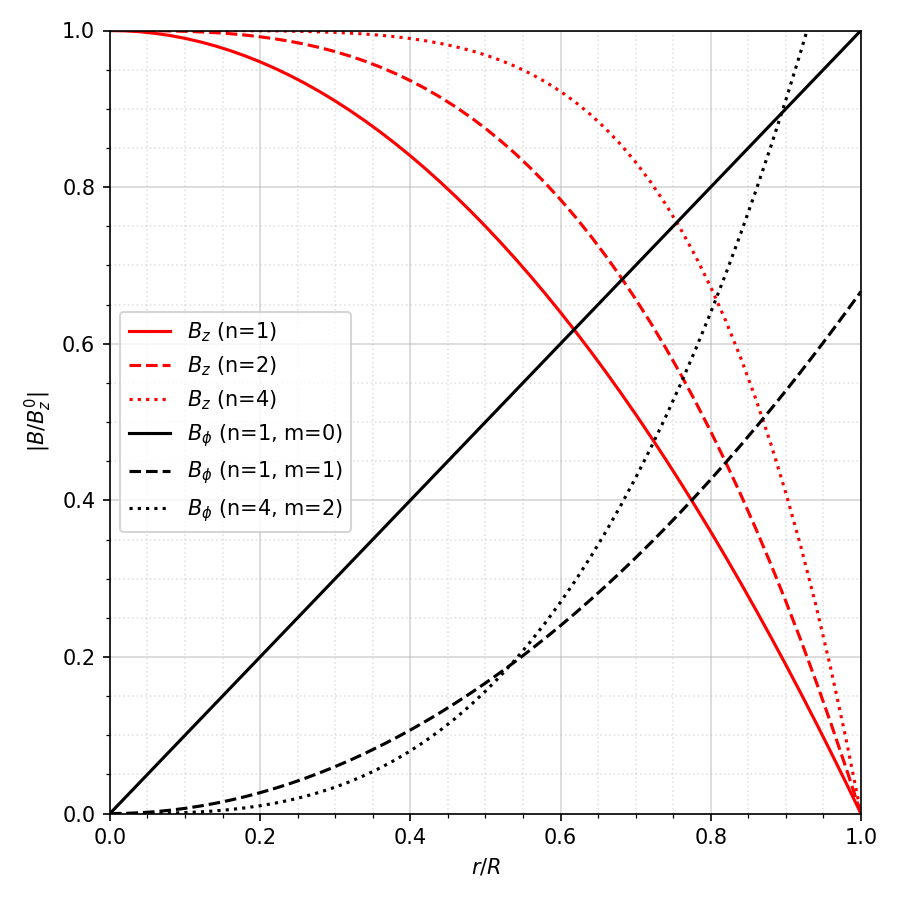 1.0
0.8
0.6
0.4
0.2
0.0
|B/B_z^0|
B_z (n=1)
B_z (n=2)
B_z (n=4)
B_ϕ (n=1, m=0)
B_ϕ (n=1, m=1)
B_ϕ (n=4, m=2)
0.0 0.2 0.4 0.6 0.8 1.0
r/R